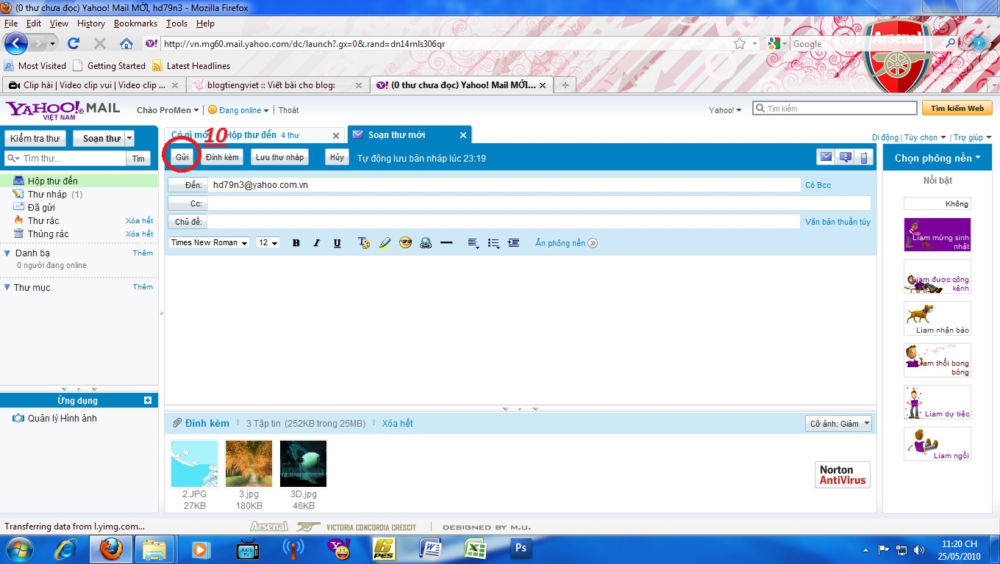 (0 thư chưa đọc) Yahoo! Mail MỚI, hd79n3 - Mozilla Firefox
File Edit View History Bookmarks Tools Help
http://vn.mg60.mail.yahoo.com/dc/launch?.gx=0&.rand=dn14rnls306qr
Google
Most Visited Getting Started Latest Headlines
Arsenal
Clip hài | Video clip vui | Video clip ...
blogtiengviet :: Viết bài cho blog:
(0 thư chưa đọc) Yahoo! Mail MỚI...
YAHOO! MAIL
VIỆT NAM
Chào ProMen Đang online Thoát
Yahoo! Tìm kiếm Tìm kiếm Web
Kiểm tra thư Soạn thư
Có gì mới 10 Hộp thư đến 4 thư Soạn thư mới
Di động | Tùy chọn | Trợ giúp
Tìm thư... Tìm
Gửi Đính kèm Lưu thư nháp Hủy Tự động lưu bản nháp lúc 23:19
Chọn phông nền
Hộp thư đến
Thư nháp (1)
Đã gửi
Thư rác Xóa hết
Thùng rác Xóa hết
Danh bạ Thêm
0 người đang online
Thư mục Thêm
Ứng dụng
Quản lý Hình ảnh
Đến: hd79n3@yahoo.com.vn Có Bcc
Cc:
Chủ đề: Văn bản thuần túy
Times New Roman 12 B I U Ẩn phông nền
Đính kèm 3 Tập tin (252KB trong 25MB) Xóa hết Cỡ ảnh: Giảm
2.JPG 3.jpg 3D.jpg
27KB 180KB 46KB
Norton
AntiVirus
Nổi bật
Không
Liam mừng sinh
nhật
Liam được công
kênh
Liam nhận báo
Liam thổi bong
bóng
Liam dự tiệc
Liam ngồi
Transferring data from l.yimg.com...
Arsenal VICTORIA CONCORDIA CRESCIT DESIGNED BY M.U.
JLC'S
TV
6
PES
Ps
11:20 CH
25/05/2010